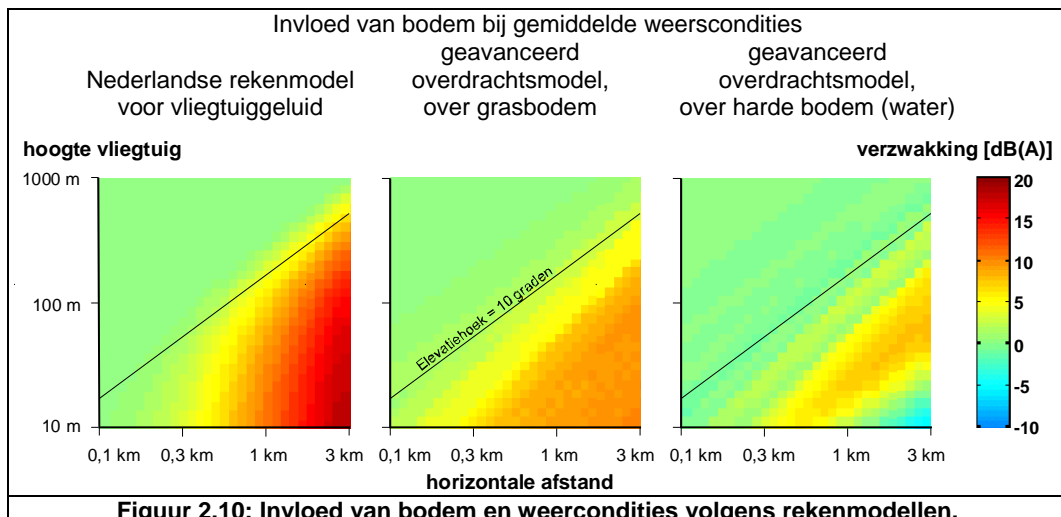 Invloed van bodem bij gemiddelde weerscondities
Nederlandse rekenmodel
voor vliegtuiggeluid
geavanceerd
overdrachtsmodel,
over grasbodem
geavanceerd
overdrachtsmodel,
over harde bodem (water)
hoogte vliegtuig
verzwakking [dB(A)]
1000 m
100 m
10 m
Elevatiehoek = 10 graden
20
15
10
5
0
-5
-10
0,1 km 0,3 km 1 km 3 km
0,1 km 0,3 km 1 km 3 km
0,1 km 0,3 km 1 km 3 km
horizontale afstand
Figuur 2.10: Invloed van bodem en weercondities volgens rekenmodellen.